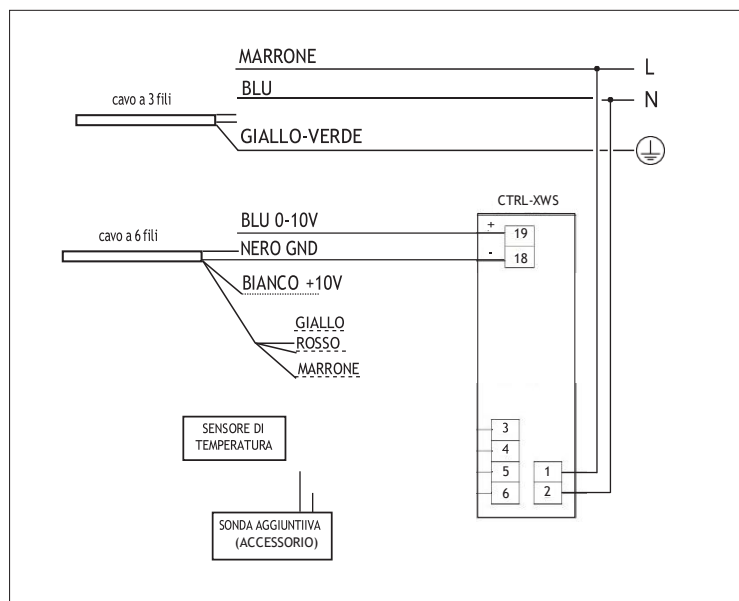 MARRONE
L
BLU
N
cavo a 3 fili
GIALLO-VERDE
CTRL-XWS
BLU 0-10V
+
19
cavo a 6 fili
NERO GND
-
18
BIANCO +10V
GIALLO
ROSSO
MARRONE
SENSORE DI
TEMPERATURA
3
4
5
1
6
2
SONDA AGGIUNTIIVA
(ACCESSORIO)